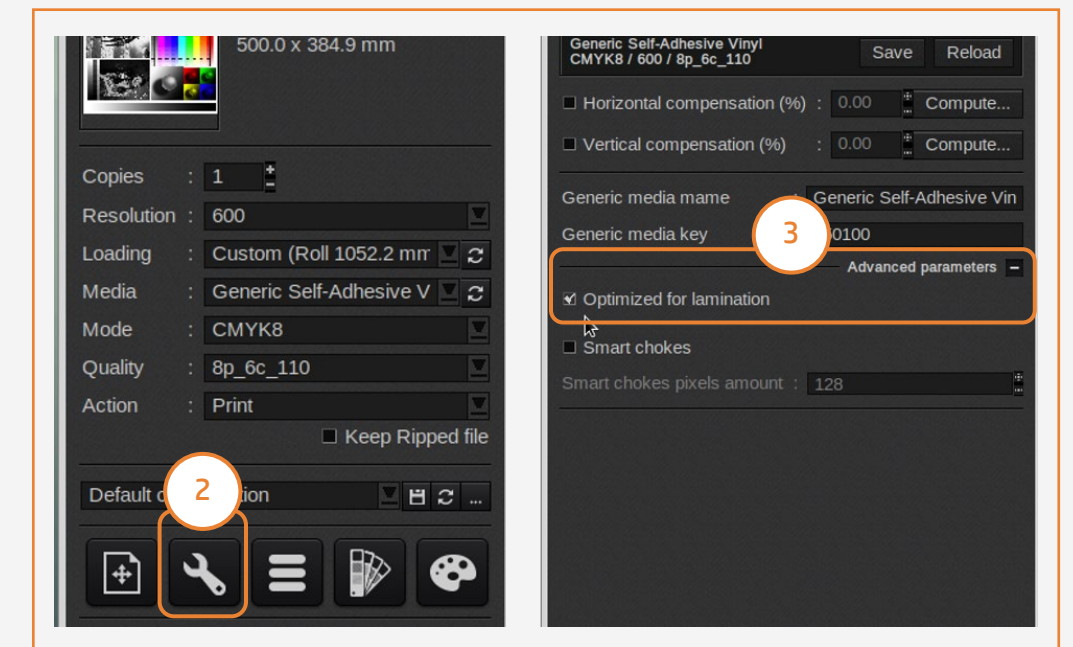 500.0 x 384.9 mm
Copies : 1
Resolution : 600
Loading : Custom (Roll 1052.2 mm
Media : Generic Self-Adhesive V
Mode : CMYK8
Quality : 8p_6c_110
Action : Print
Keep Ripped file
Default c tion
...
2
Generic Self-Adhesive Vinyl
CMYK8 / 600 / 8p_6c_110
Save Reload
Horizontal compensation (%) : 0.00 Compute...
Vertical compensation (%) : 0.00 Compute...
Generic media mame : Generic Self-Adhesive Vin
Generic media key 0100
3
Advanced parameters
Optimized for lamination
Smart chokes
Smart chokes pixels amount : 128